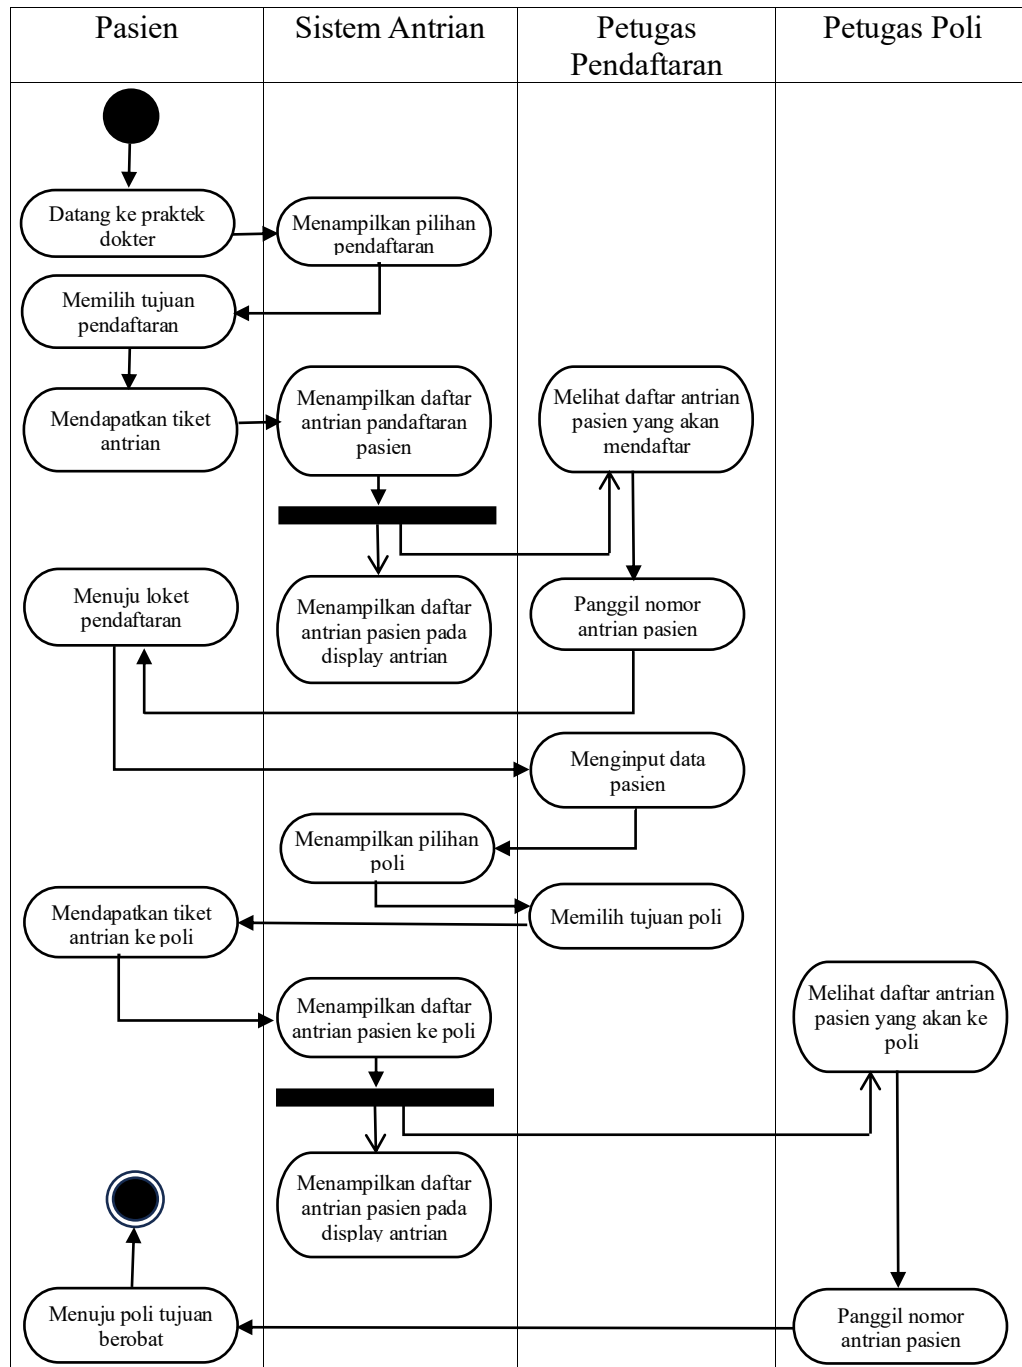 Pasien
Sistem Antrian
Petugas
Pendaftaran
Petugas Poli
Datang ke praktek
dokter
Menampilkan pilihan
pendaftaran
Memilih tujuan
pendaftaran
Mendapatkan tiket
antrian
Menampilkan daftar
antrian pandaftaran
pasien
Melihat daftar antrian
pasien yang akan
mendaftar
Menuju loket
pendaftaran
Menampilkan daftar
antrian pasien pada
display antrian
Panggil nomor
antrian pasien
Menginput data
pasien
Menampilkan pilihan
poli
Mendapatkan tiket
antrian ke poli
Memilih tujuan poli
Menampilkan daftar
antrian pasien ke poli
Melihat daftar antrian
pasien yang akan ke
poli
Menampilkan daftar
antrian pasien pada
display antrian
Menuju poli tujuan
berobat
Panggil nomor
antrian pasien